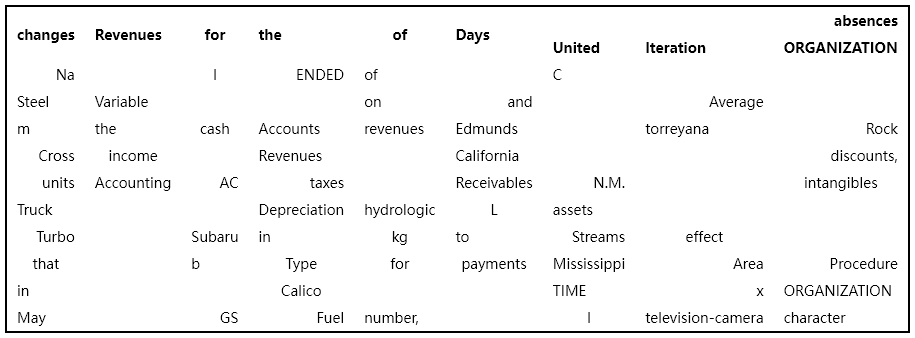 changes Revenues for the of Days United Iteration absences ORGANIZATION
Na l ENDED of C
Steel Variable on and Average
m the cash Accounts revenues Edmunds torreyana Rock
Cross income Revenues California discounts,
units Accounting AC taxes Receivables N.M. intangibles
Truck Depreciation hydrologic L assets
Turbo Subaru in kg to Streams effect
that b Type for payments Mississippi Area Procedure
in Calico TIME x ORGANIZATION
May GS Fuel number, l television-camera character